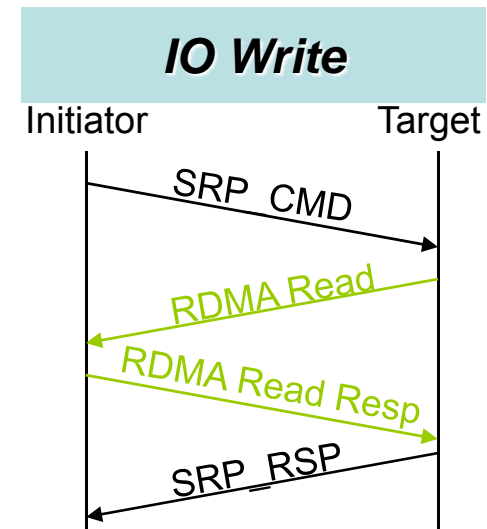 IO Write
Initiator Target
SRP_CMD
RDMA Read
RDMA Read Resp
SRP_RSP